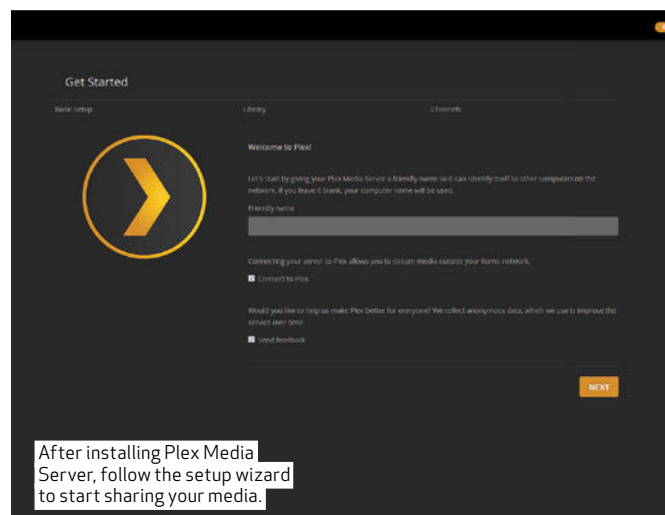 Get Started
Basic Setup Library Channels
Welcome to Plex!
Let's start by giving your Plex Media Server a friendly name so it can identify itself to other computers on the
network. If you leave it blank, your computer name will be used.
Friendly name
Connecting your server to Plex allows you to stream media outside your home network.
Connect to Plex
Would you like to help us make Plex better for everyone? We collect anonymous data, which we use to improve the
service over time.
Send feedback
NEXT
After installing Plex Media
Server, follow the setup wizard
to start sharing your media.